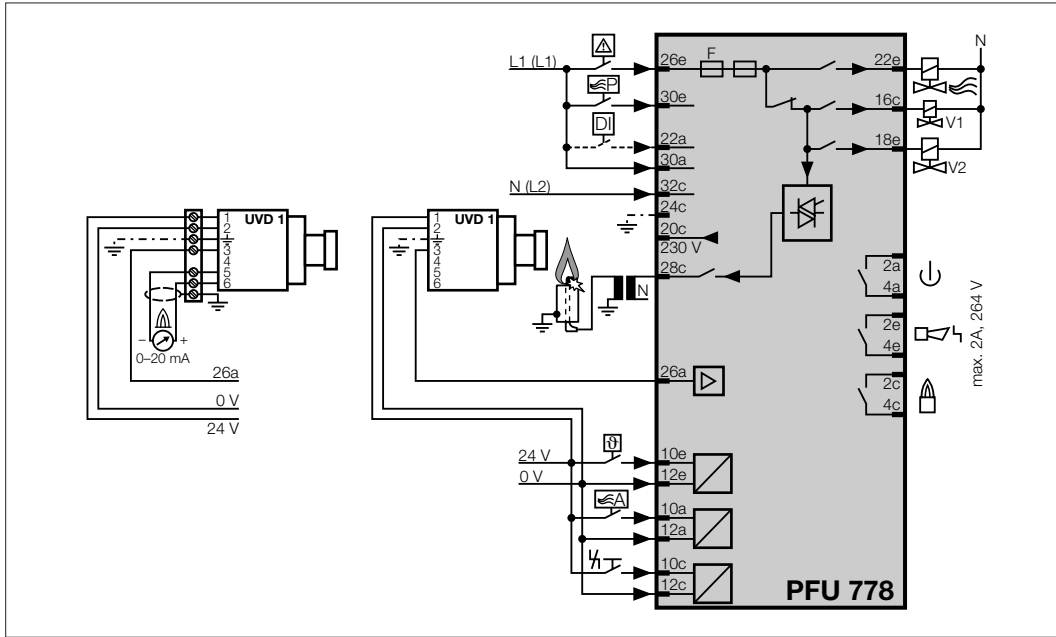 L1 (L1)
P
DI
N (L2)
26e
F
30e
22a
30a
32c
24c
20c
230 V
28c
26a
22e
16c
18e
N
V1
V2
2a
4a
2e
4e
2c
4c
max. 2A, 264 V
1
2
3
4
5
6
UVD 1
– +
0–20 mA
26a
0 V
24 V
1
2
3
4
5
6
UVD 1
N
24 V
0 V
ϑ
A
10e
12e
10a
12a
10c
12c
PFU 778